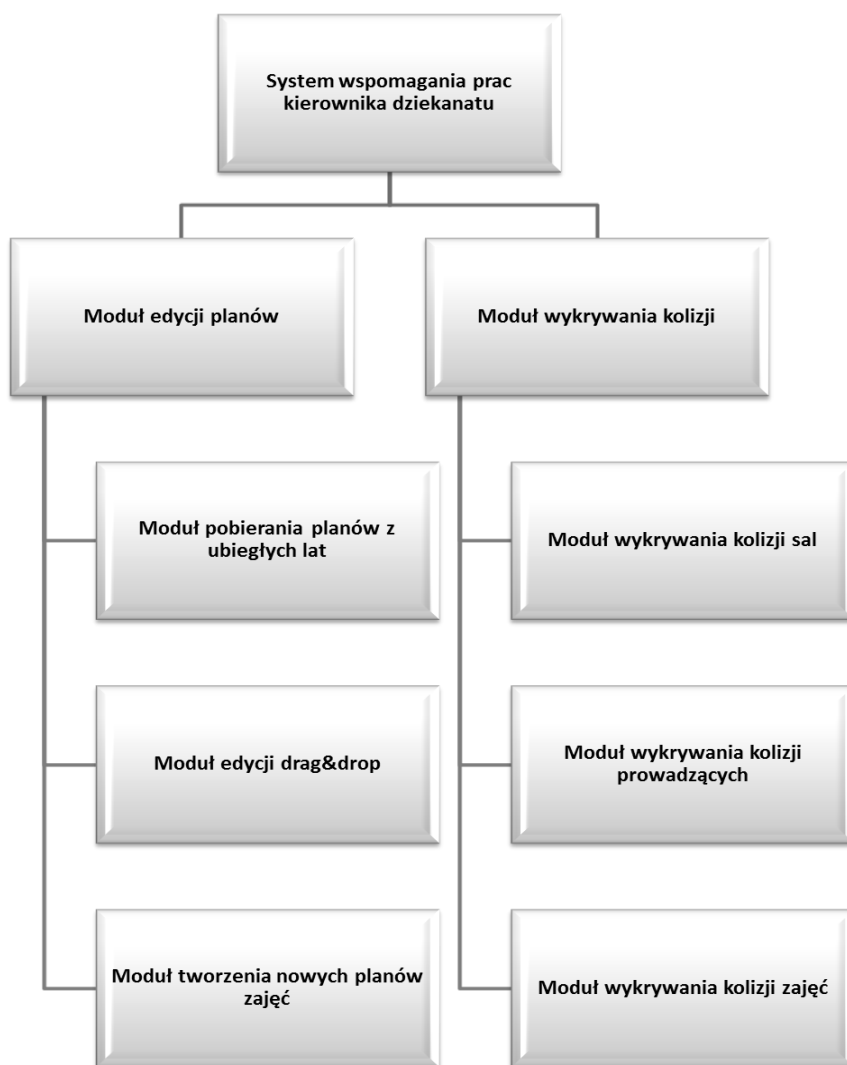 System wspomagania prac
kierownika dziekanatu
Moduł edycji planów
Moduł wykrywania kolizji
Moduł pobierania planów z
ubiegłych lat
Moduł wykrywania kolizji sal
Moduł edycji drag&drop
Moduł wykrywania kolizji
prowadzących
Moduł tworzenia nowych planów
zajęć
Moduł wykrywania kolizji zajęć